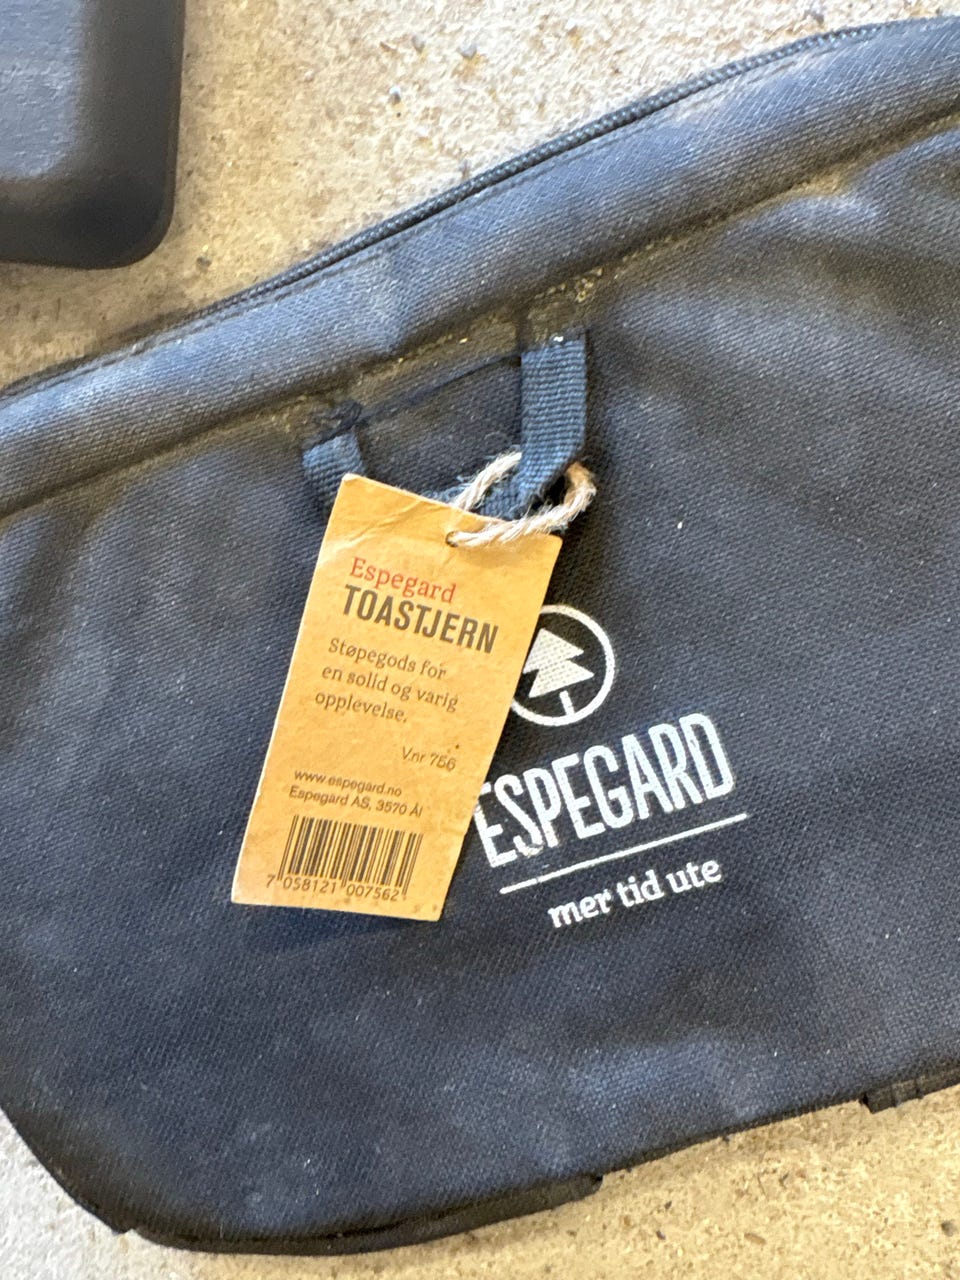 Espegard
TOASTJERN
Støpegods for
en solid og varig
opplevelse.
V.nr 756
www.espegard.no
Espegard AS, 3570 Ål
7 058121 007562
ESPEGARD
mer tid ute